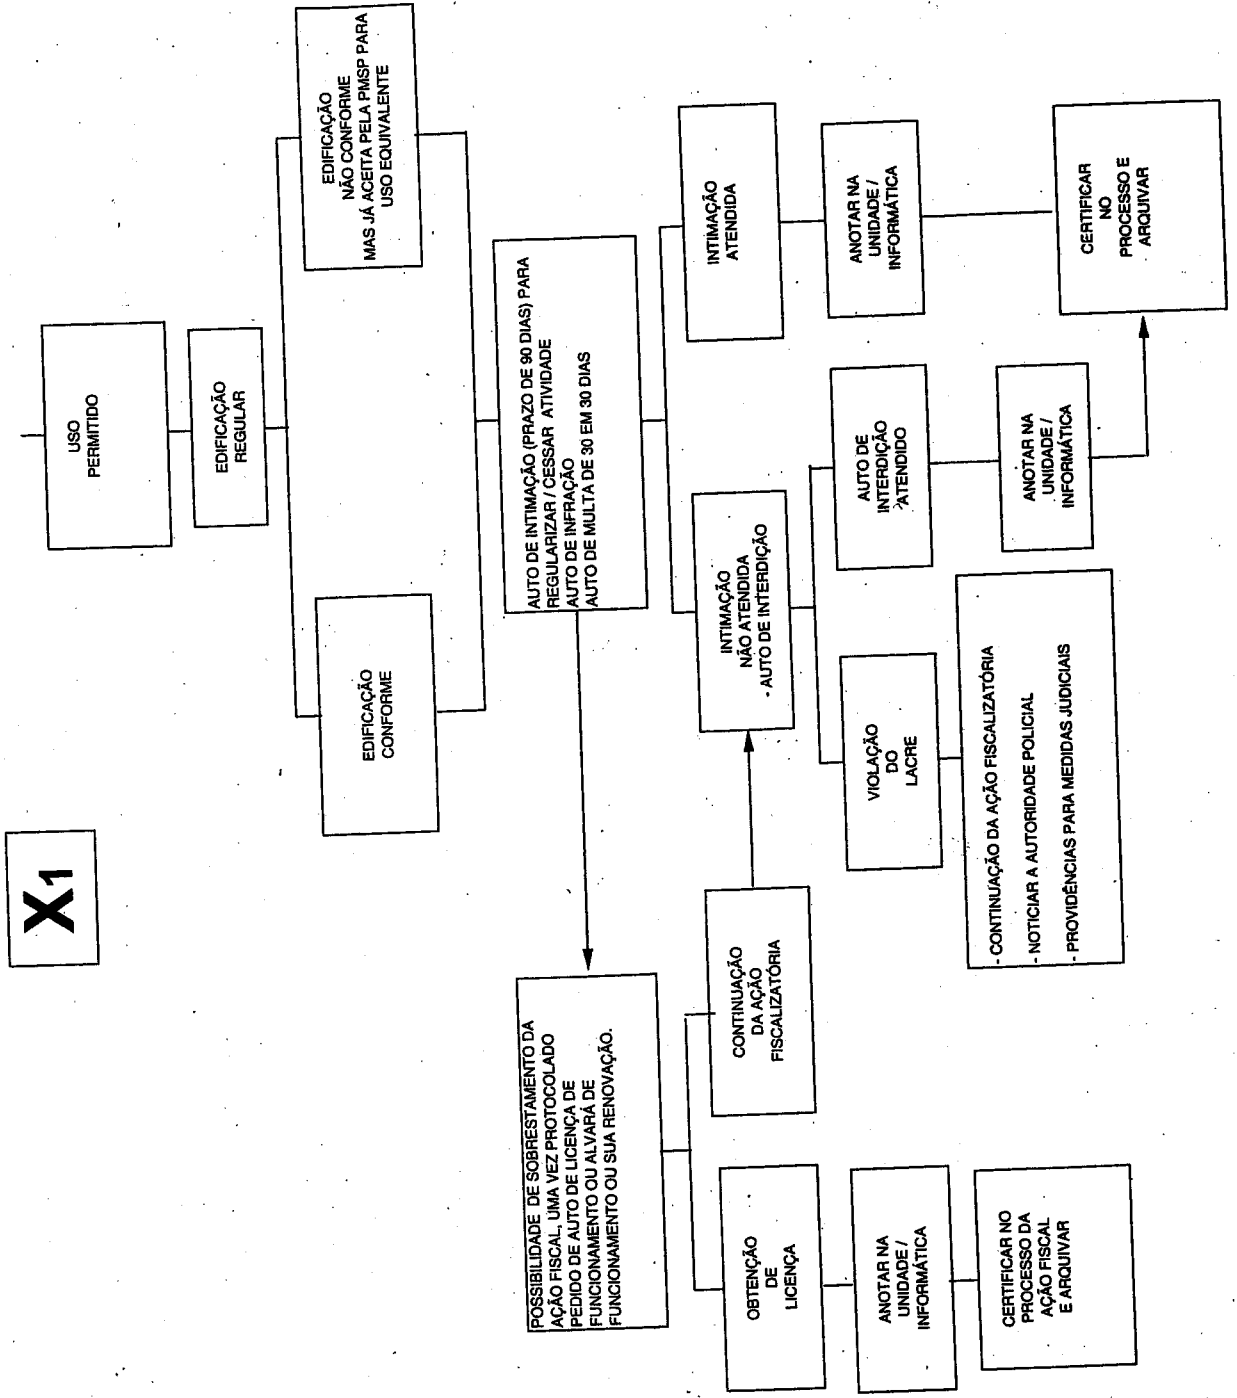 X1
USO
PERMITIDO
EDIFICAÇÃO
REGULAR
EDIFICAÇÃO
CONFORME
EDIFICAÇÃO
NÃO CONFORME
MAS JÁ ACEITA PELA PMSP PARA
USO EQUIVALENTE
AUTO DE INTIMAÇÃO (PRAZO DE 90 DIAS) PARA
REGULARIZAR / CESSAR ATIVIDADE
AUTO DE INFRAÇÃO
AUTO DE MULTA DE 30 EM 30 DIAS
POSSIBILIDADE DE SOBRESTAMENTO DA
AÇÃO FISCAL, UMA VEZ PROTOCOLADO
PEDIDO DE AUTO DE LICENÇA DE
FUNCIONAMENTO OU ALVARÁ DE
FUNCIONAMENTO OU SUA RENOVAÇÃO.
OBTENÇÃO
DE
LICENÇA
CONTINUAÇÃO
DA AÇÃO
FISCALIZATÓRIA
INTIMAÇÃO
NÃO ATENDIDA
- AUTO DE INTERDIÇÃO
INTIMAÇÃO
ATENDIDA
ANOTAR NA
UNIDADE /
INFORMÁTICA
VIOLAÇÃO
DO
LACRE
AUTO DE
INTERDIÇÃO
ATENDIDO
ANOTAR NA
UNIDADE /
INFORMÁTICA
CERTIFICAR NO
PROCESSO DA
AÇÃO FISCAL
E ARQUIVAR
- CONTINUAÇÃO DA AÇÃO FISCALIZATÓRIA
- NOTICIAR A AUTORIDADE POLICIAL
- PROVIDÊNCIAS PARA MEDIDAS JUDICIAIS
ANOTAR NA
UNIDADE /
INFORMÁTICA
CERTIFICAR
NO
PROCESSO E
ARQUIVAR